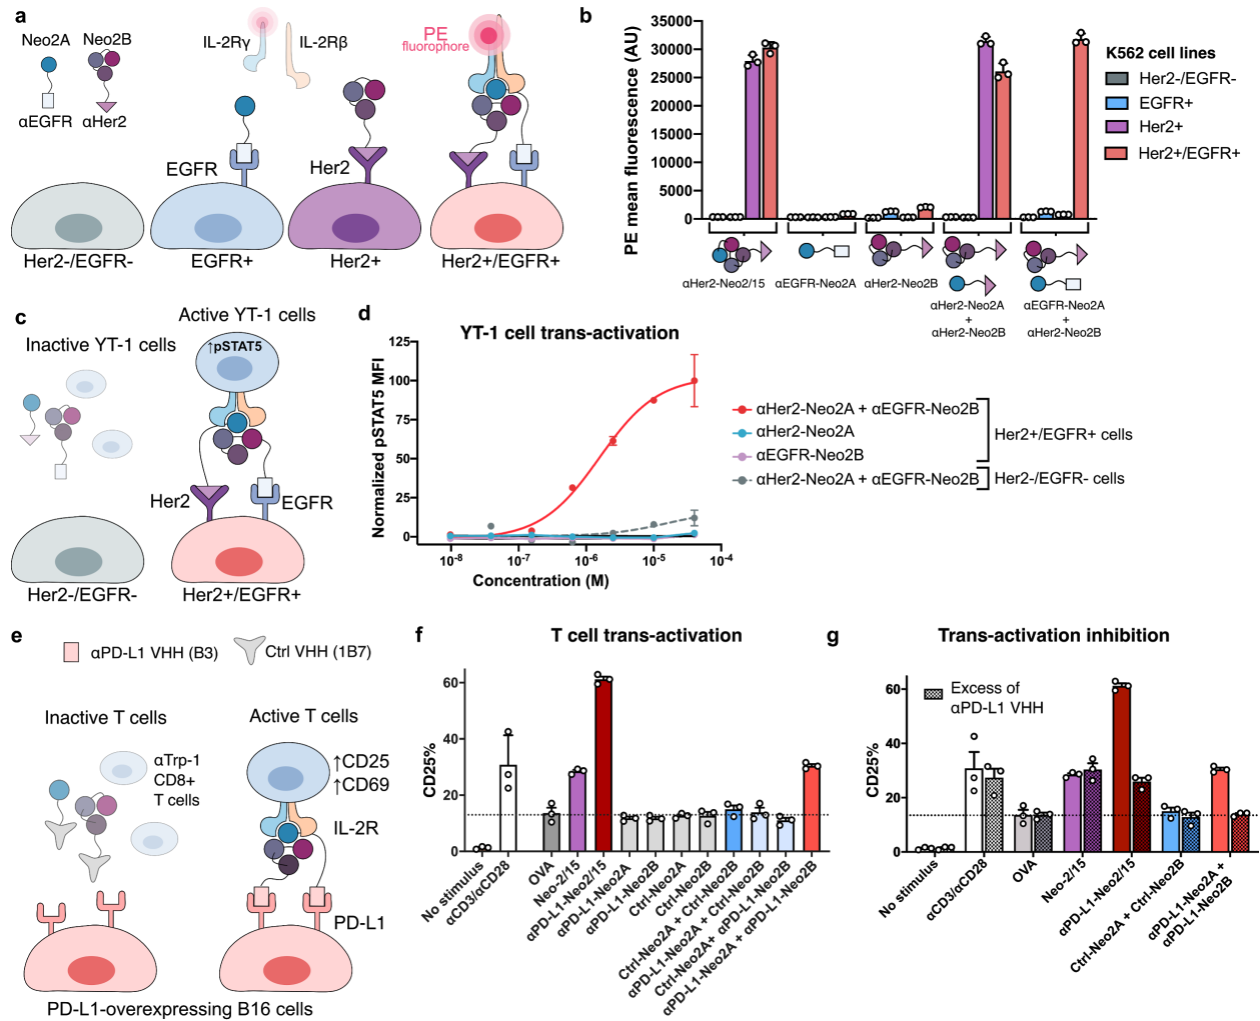 a
Neo2A
Neo2B
αEGFR
αHer2
IL-2Rγ
IL-2Rβ
PE
fluorophore
EGFR
Her2
Her2-/EGFR-
EGFR+
Her2+
Her2+/EGFR+
b
PE mean fluorescence (AU)
35000
30000
25000
20000
15000
10000
5000
0
K562 cell lines
Her2-/EGFR-
EGFR+
Her2+
Her2+/EGFR+
αHer2-Neo2/15
αEGFR-Neo2A
αHer2-Neo2B
αHer2-Neo2A
+
αHer2-Neo2B
αEGFR-Neo2A
+
αHer2-Neo2B
c
Inactive YT-1 cells
Active YT-1 cells
↑pSTAT5
Her2
EGFR
Her2-/EGFR-
Her2+/EGFR+
d
YT-1 cell trans-activation
Normalized pSTAT5 MFI
125
100
75
50
25
0
10⁻⁸
10⁻⁷
10⁻⁶
10⁻⁵
10⁻⁴
Concentration (M)
αHer2-Neo2A + αEGFR-Neo2B
αHer2-Neo2A
αEGFR-Neo2B
αHer2-Neo2A + αEGFR-Neo2B
Her2+/EGFR+ cells
Her2-/EGFR- cells
e
αPD-L1 VHH (B3)
Ctrl VHH (1B7)
Inactive T cells
Active T cells
αTrp-1
CD8+
T cells
↑CD25
↑CD69
IL-2R
PD-L1
PD-L1-overexpressing B16 cells
f
T cell trans-activation
CD25%
60
40
20
0
No stimulus
αCD3/αCD28
OVA
Neo-2/15
αPD-L1-Neo2/15
αPD-L1-Neo2A
αPD-L1-Neo2B
Ctrl-Neo2A
Ctrl-Neo2B
Ctrl-Neo2A + Ctrl-Neo2B
αPD-L1-Neo2A + Ctrl-Neo2B
Ctrl-Neo2A+ αPD-L1-Neo2B
αPD-L1-Neo2A + αPD-L1-Neo2B
g
Trans-activation inhibition
Excess of
αPD-L1 VHH
CD25%
60
40
20
0
No stimulus
αCD3/αCD28
OVA
Neo-2/15
αPD-L1-Neo2/15
Ctrl-Neo2A + Ctrl-Neo2B
αPD-L1-Neo2A +
αPD-L1-Neo2B